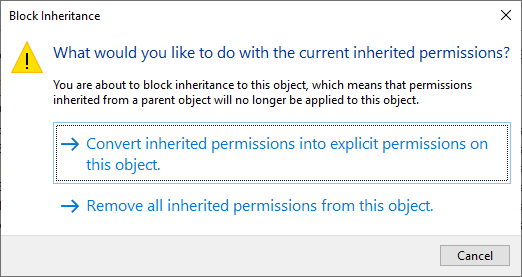 Block Inheritance
What would you like to do with the current inherited permissions?
You are about to block inheritance to this object, which means that permissions
inherited from a parent object will no longer be applied to this object.
Convert inherited permissions into explicit permissions on
this object.
Remove all inherited permissions from this object.
Cancel